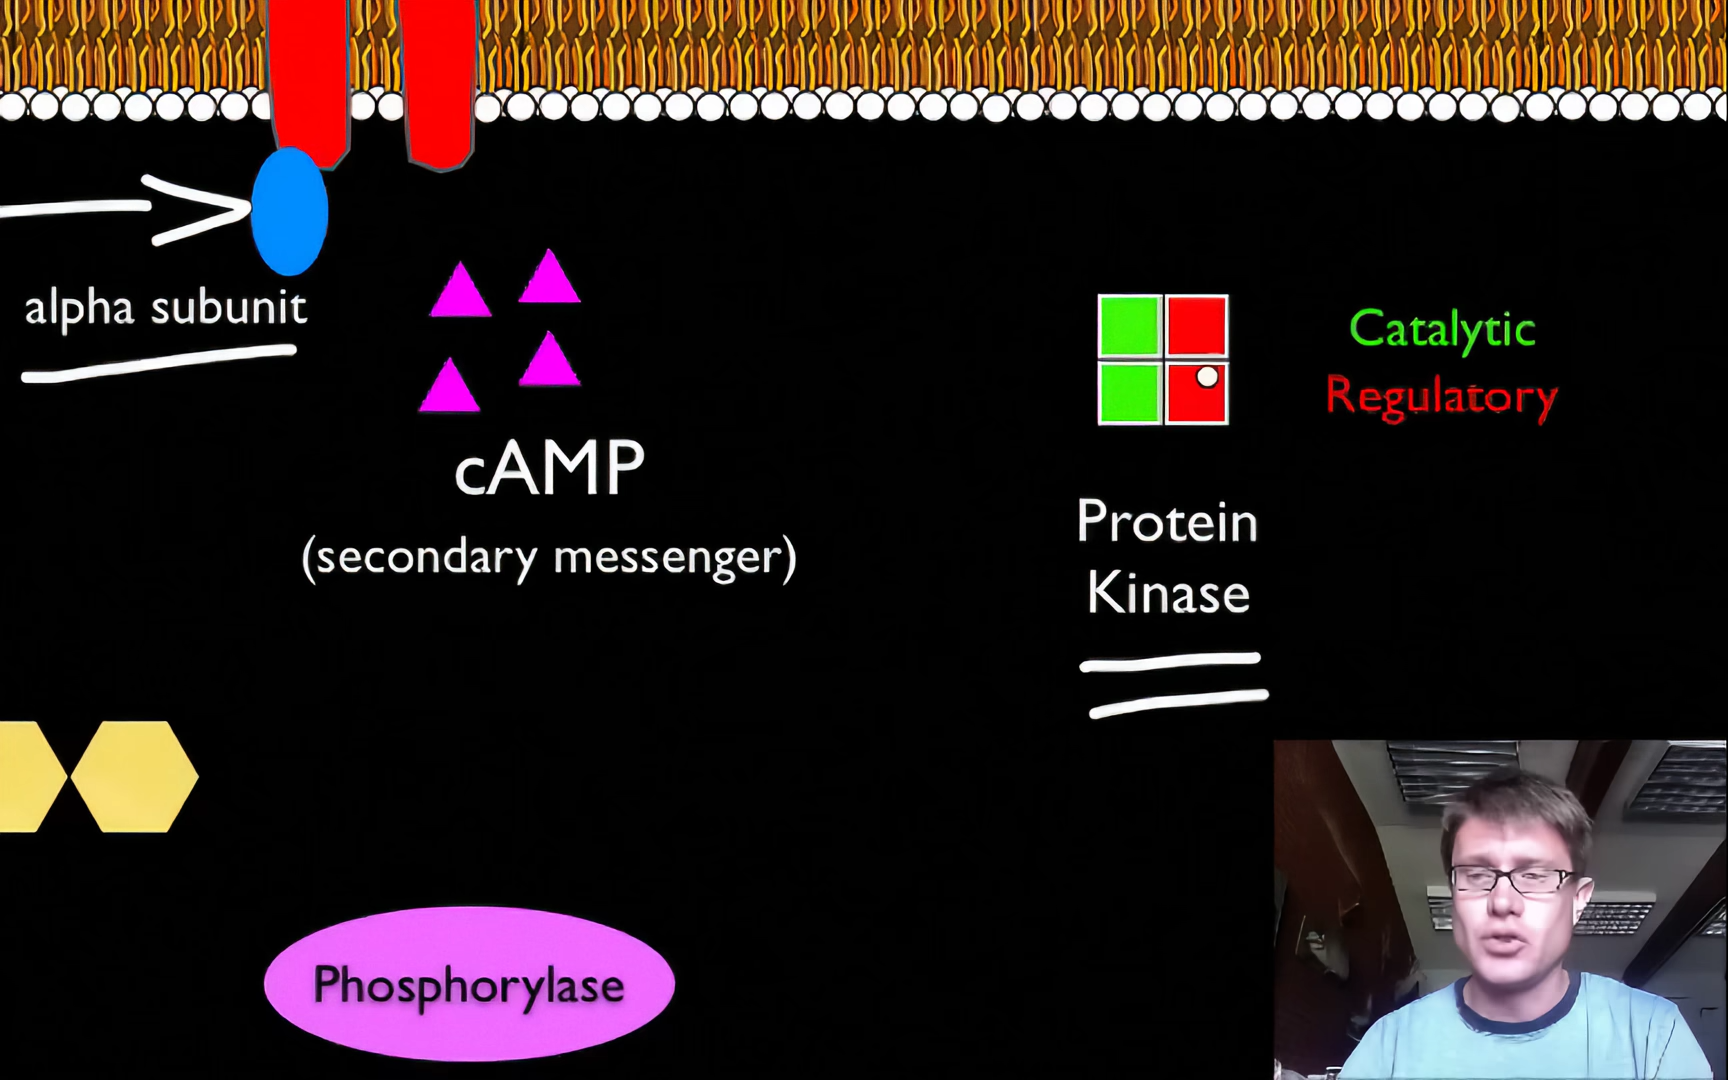 alpha subunit
cAMP
(secondary messenger)
Catalytic
Regulatory
Protein
Kinase
Phosphorylase